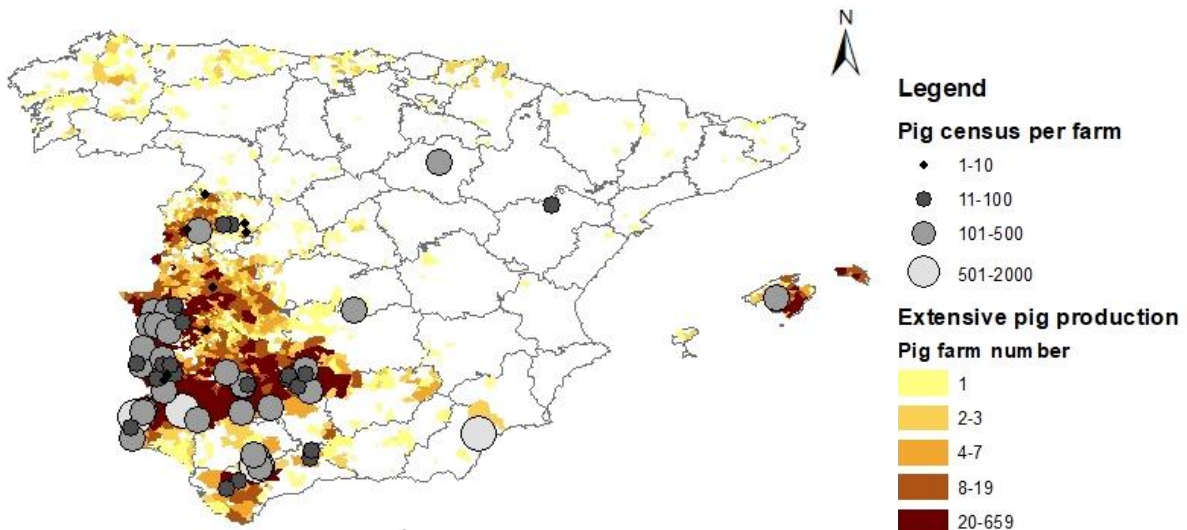 N
Legend
Pig census per farm
1-10
11-100
101-500
501-2000
Extensive pig production
Pig farm number
1
2-3
4-7
8-19
20-659